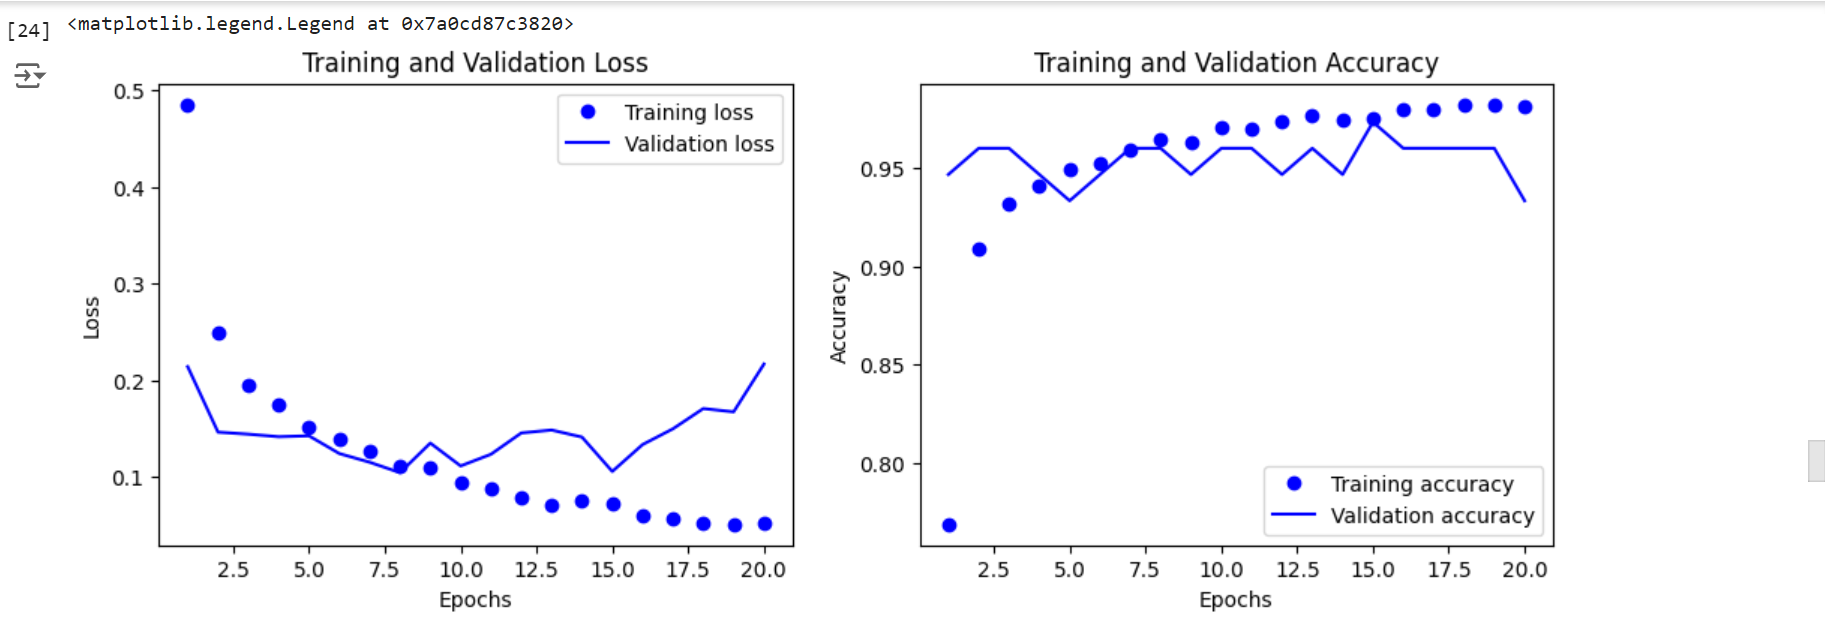 [24] <matplotlib.legend.Legend at 0x7a0cd87c3820>
Training and Validation Loss
0.5
0.4
0.3
0.2
0.1
Loss
Training loss
Validation loss
2.5 5.0 7.5 10.0 12.5 15.0 17.5 20.0
Epochs
Training and Validation Accuracy
0.95
0.90
0.85
0.80
Accuracy
Training accuracy
Validation accuracy
2.5 5.0 7.5 10.0 12.5 15.0 17.5 20.0
Epochs